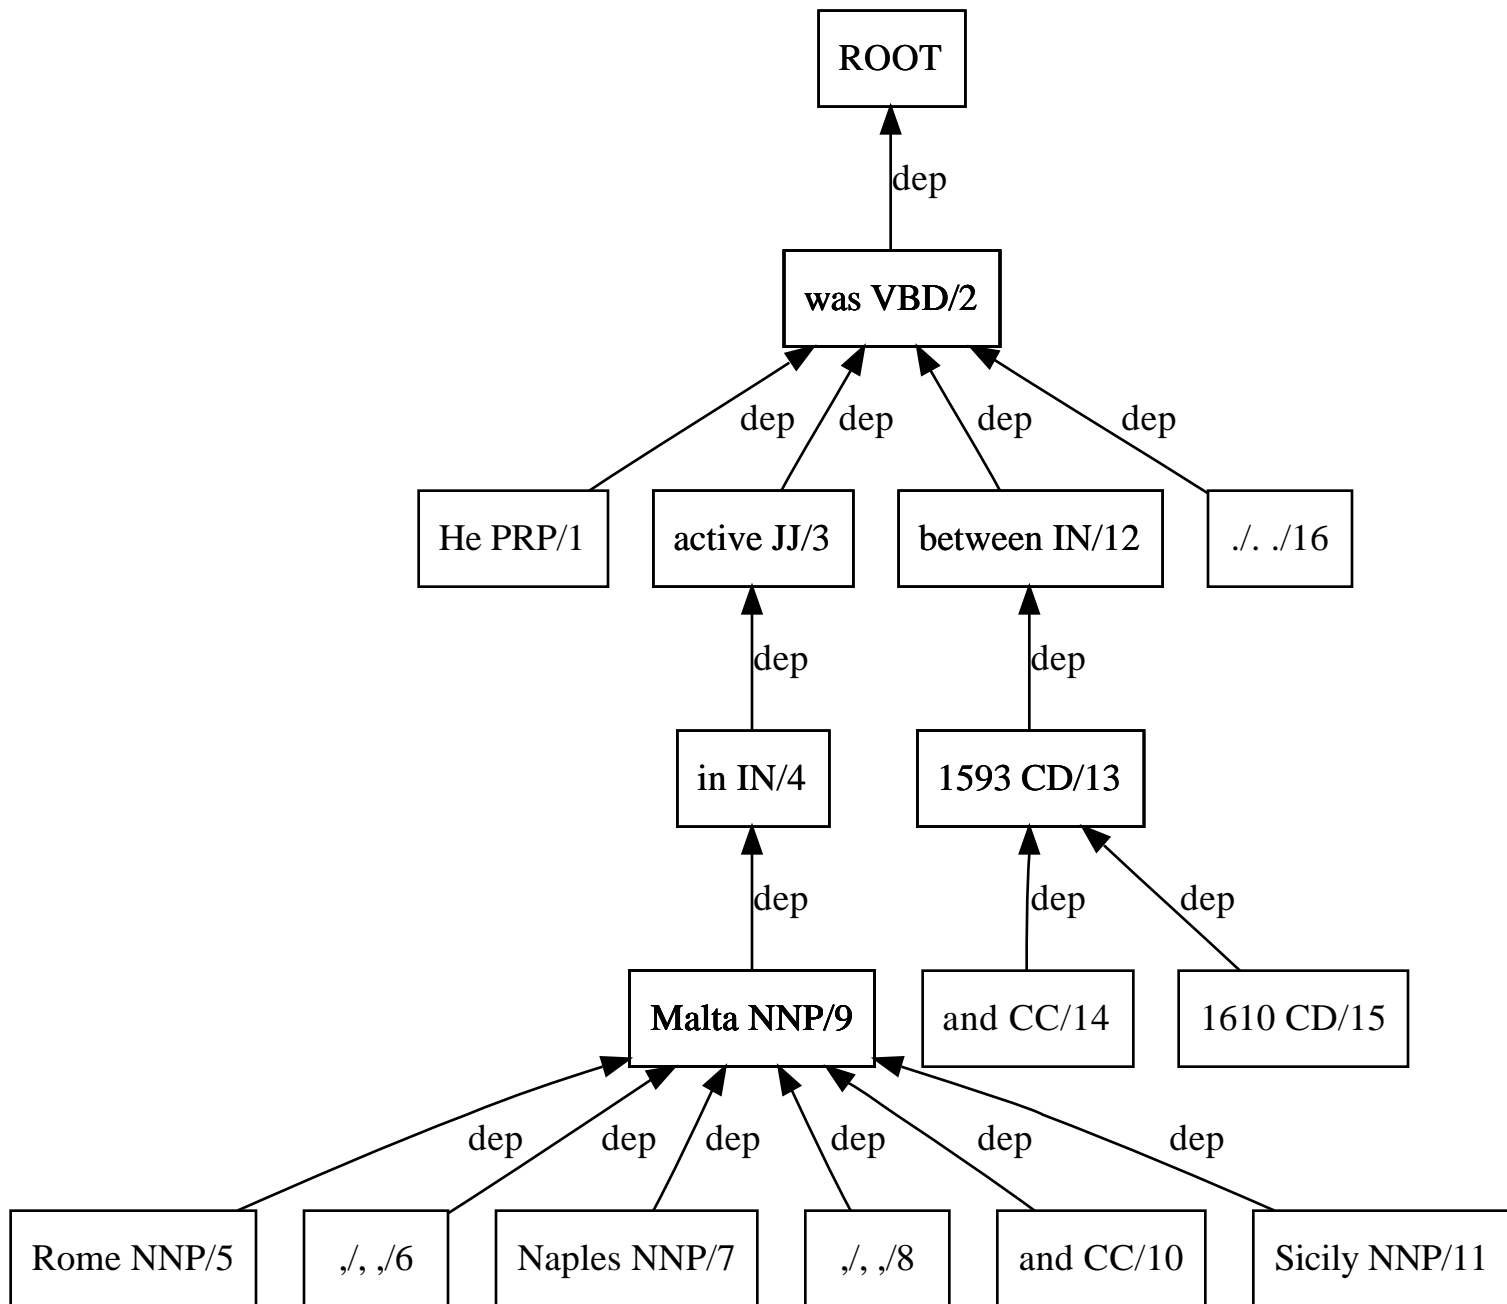 ROOT
dep
was VBD/2
dep dep dep dep
He PRP/1 active JJ/3 between IN/12 ./. ./16
dep dep
in IN/4 1593 CD/13
dep dep dep
Malta NNP/9 and CC/14 1610 CD/15
dep dep dep dep dep dep
Rome NNP/5 ,/, ,/6 Naples NNP/7 ,/, ,/8 and CC/10 Sicily NNP/11